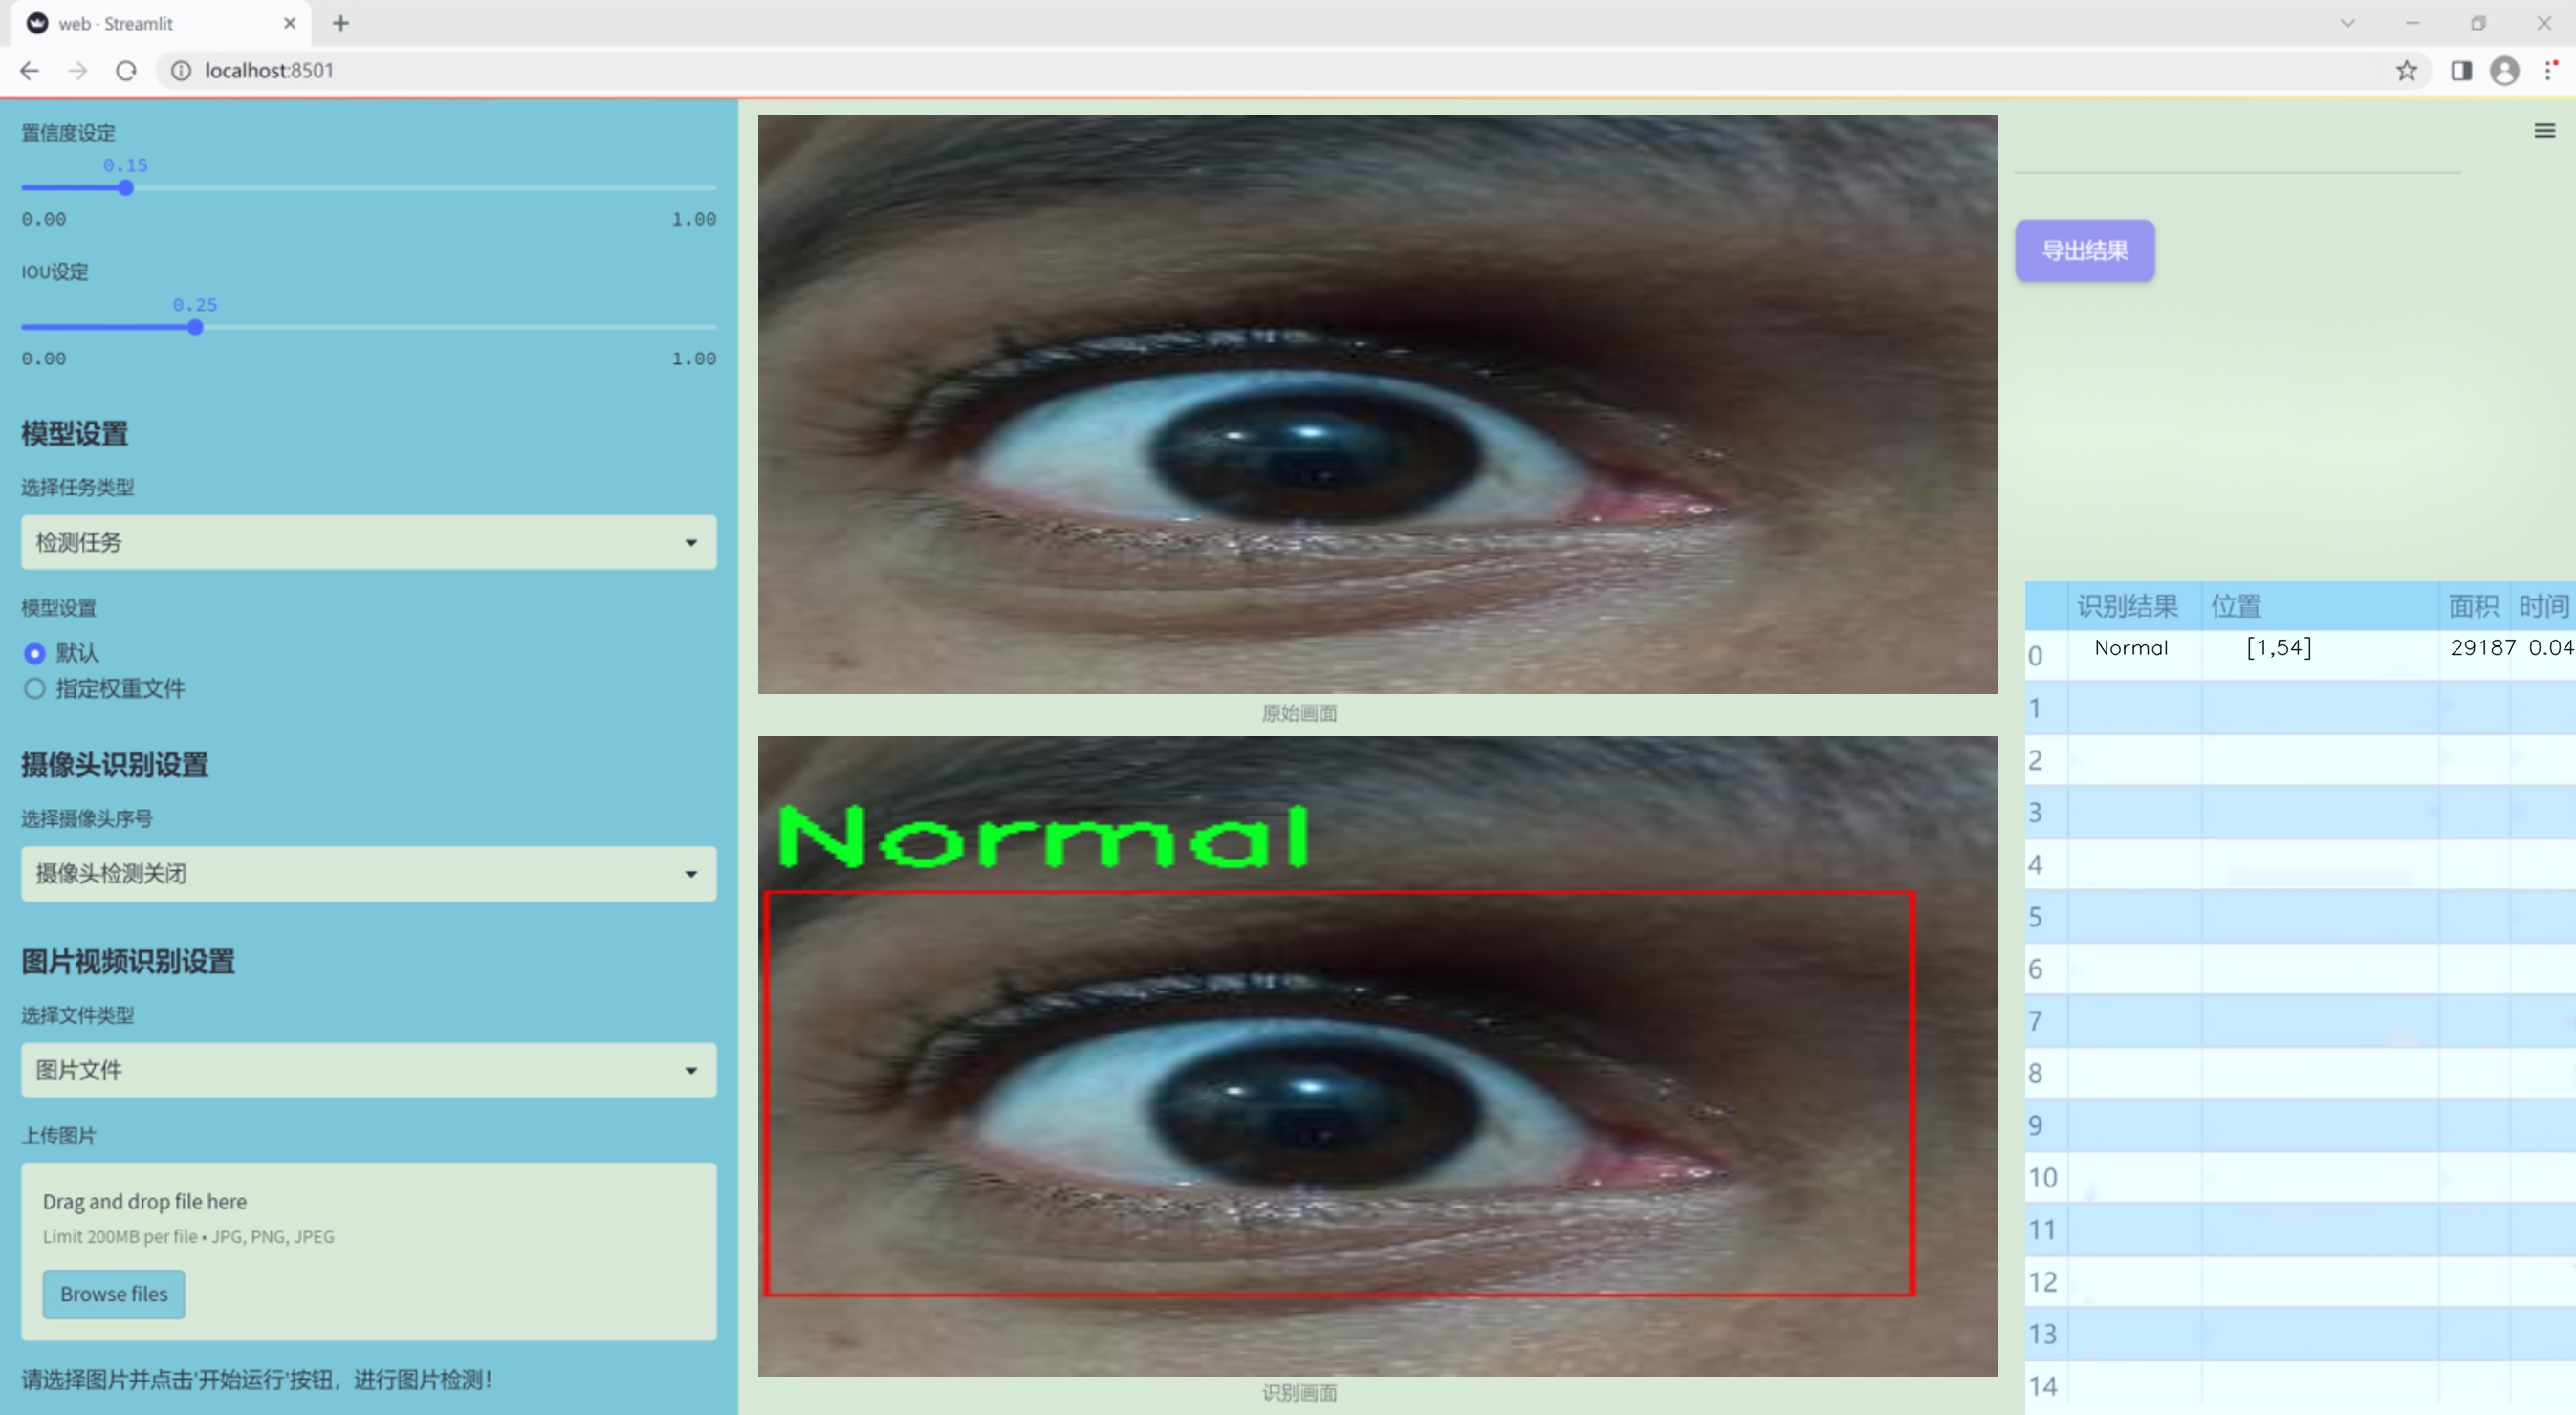 web · Streamlit
localhost:8501
置信度设定
0.15
0.00 1.00
IOU设定
0.25
0.00 1.00
模型设置
选择任务类型
检测任务
模型设置
默认
指定权重文件
摄像头识别设置
选择摄像头序号
摄像头检测关闭
图片视频识别设置
选择文件类型
图片文件
上传图片
Drag and drop file here
Limit 200MB per file • JPG, PNG, JPEG
Browse files
请选择图片并点击'开始运行'按钮，进行图片检测！
原始画面
Normal
识别画面
导出结果
识别结果 位置 面积 时间
0 Normal [1,54] 29187 0.04
1
2
3
4
5
6
7
8
9
10
11
12
13
14